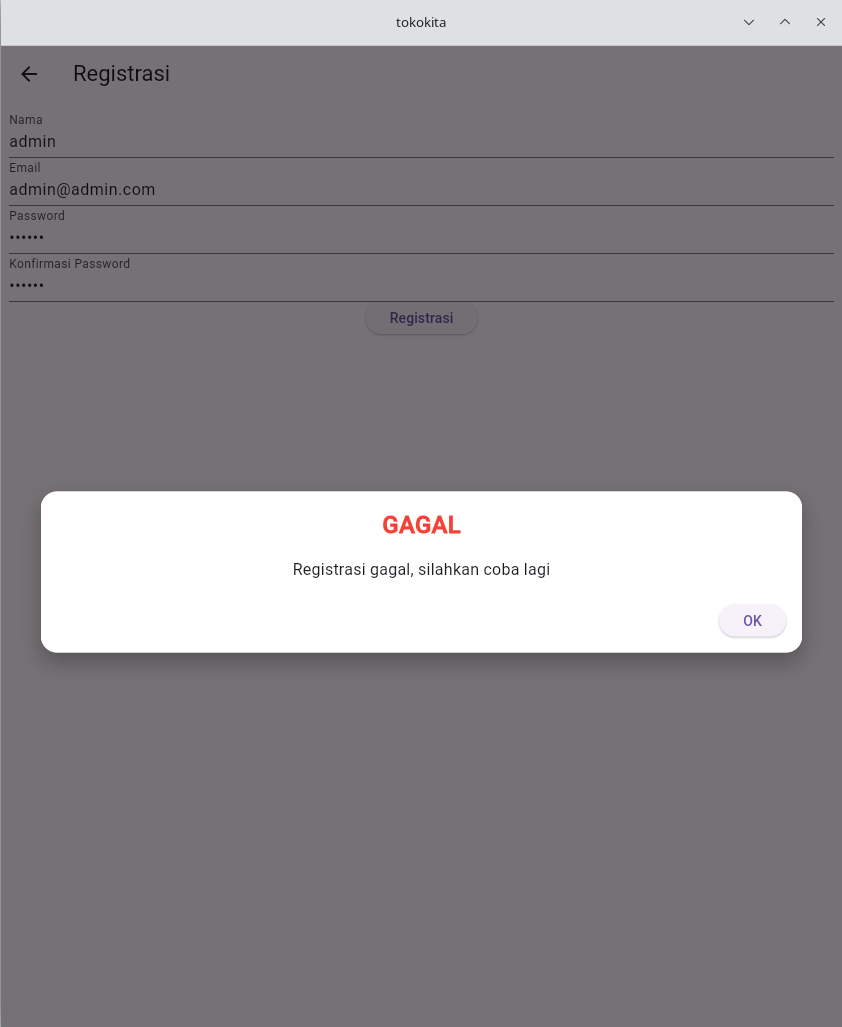 tokokita
Registrasi
Nama
admin
Email
admin@admin.com
Password
••••••
Konfirmasi Password
••••••
Registrasi
GAGAL
Registrasi gagal, silahkan coba lagi
OK